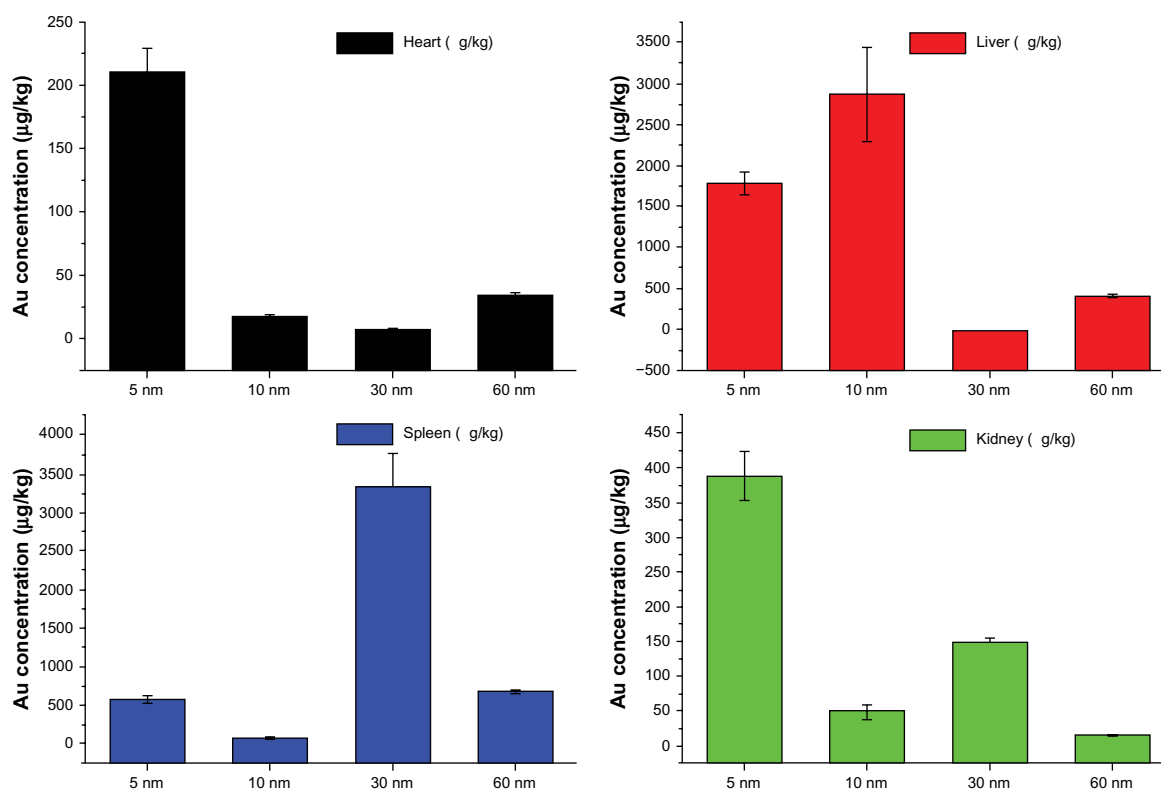 Heart ( g/kg)
Au concentration (µg/kg)
250
200
150
200
50
0
5 nm
10 nm
30 nm
60 nm
Liver ( g/kg)
Au concentration (µg/kg)
3500
3000
2500
2000
1500
1000
500
0
−500
5 nm
10 nm
30 nm
60 nm
Spleen ( g/kg)
Au concentration (µg/kg)
4000
3500
3000
2500
2000
1500
1000
500
0
5 nm
10 nm
30 nm
60 nm
Kidney ( g/kg)
Au concentration (µg/kg)
450
400
350
300
250
200
150
100
50
0
5 nm
10 nm
30 nm
60 nm